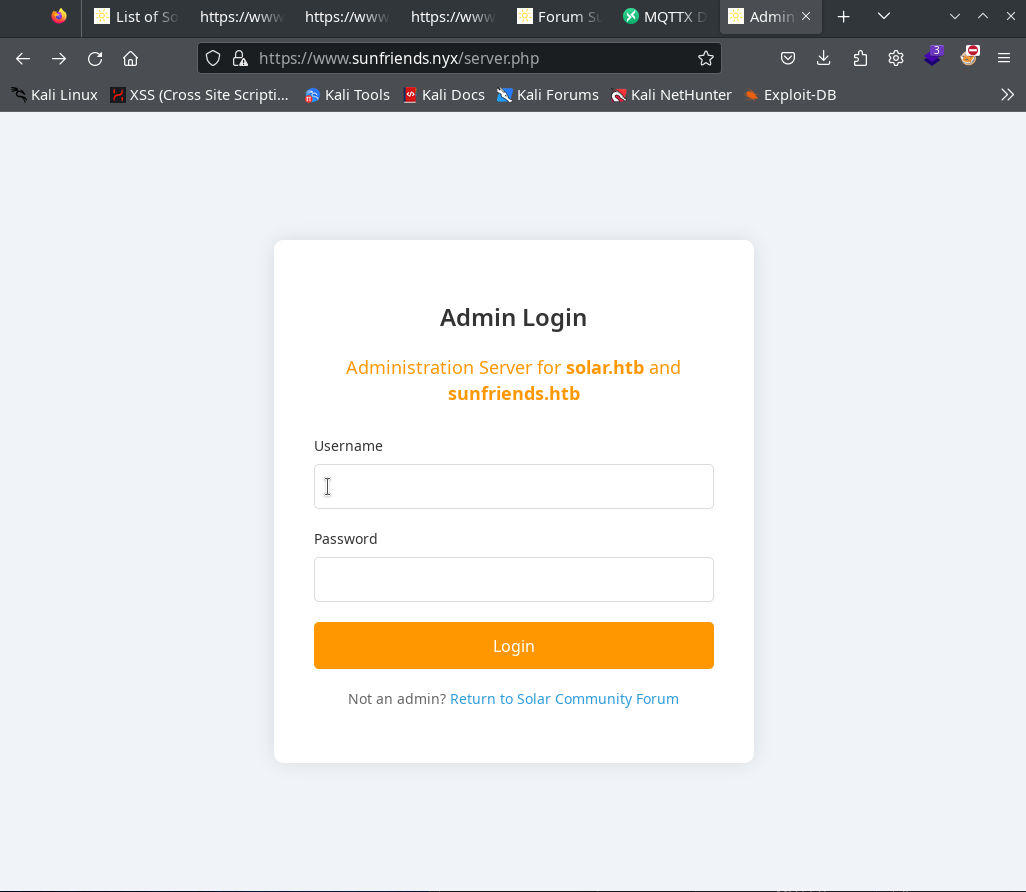 List of So
https://www
https://www
https://www
Forum Su
MQTTX D
Admin
https://www.sunfriends.nyx/server.php
3
Kali Linux
XSS (Cross Site Scripti...
Kali Tools
Kali Docs
Kali Forums
Kali NetHunter
Exploit-DB
Admin Login
Administration Server for solar.htb and
sunfriends.htb
Username
Password
Login
Not an admin? Return to Solar Community Forum